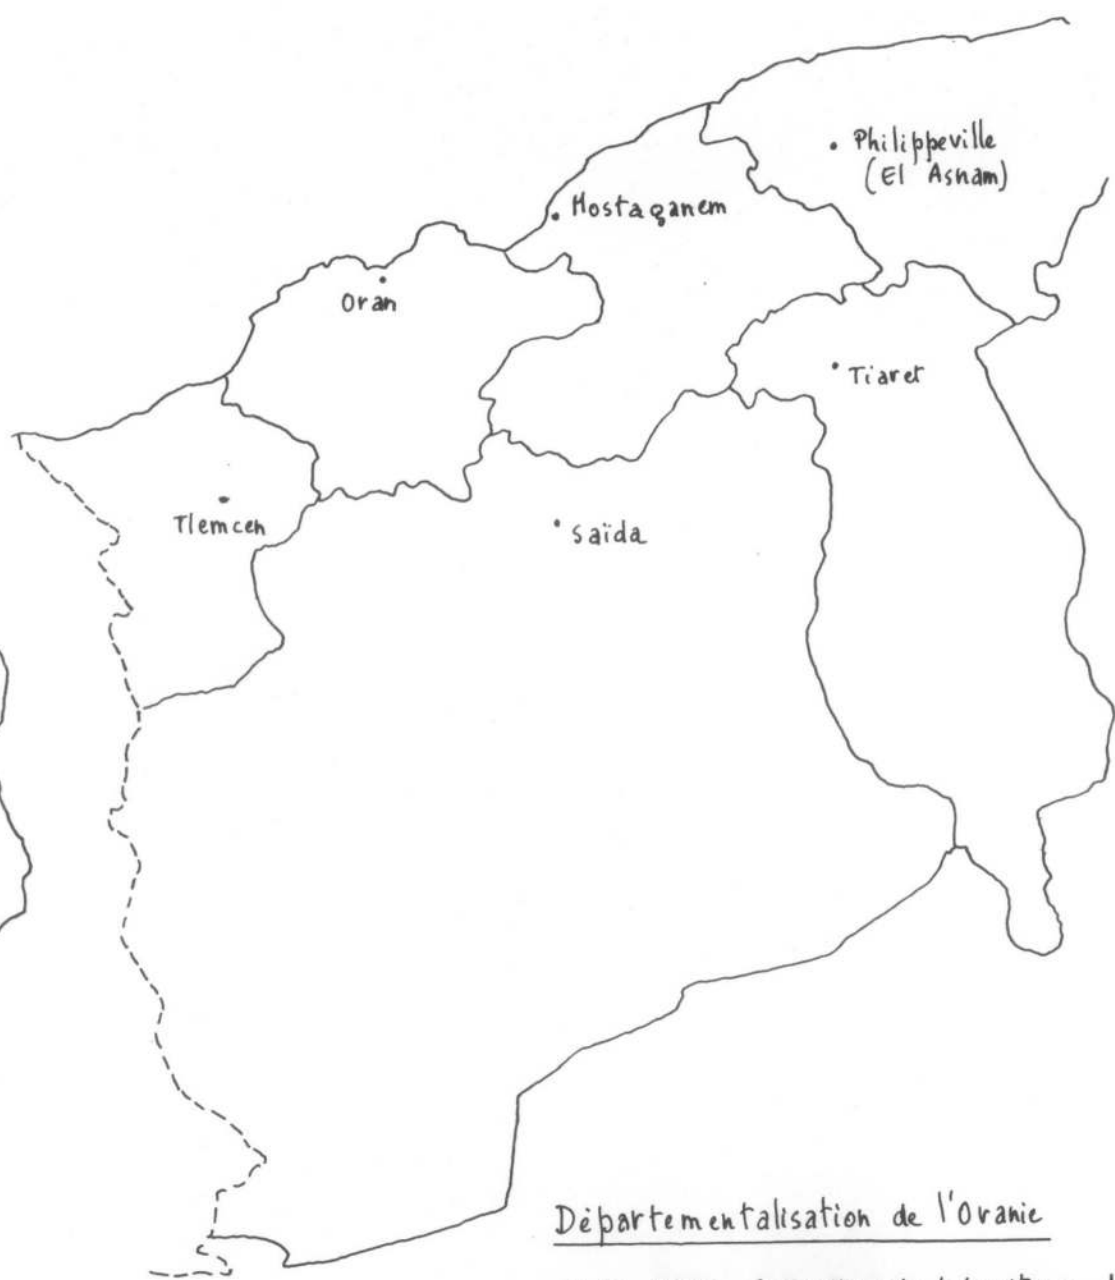 Philippeville
(El Asnam)
Mostaganem
Oran
Tiaret
Tlemcen
Saïda
Départementalisation de l'Oranie